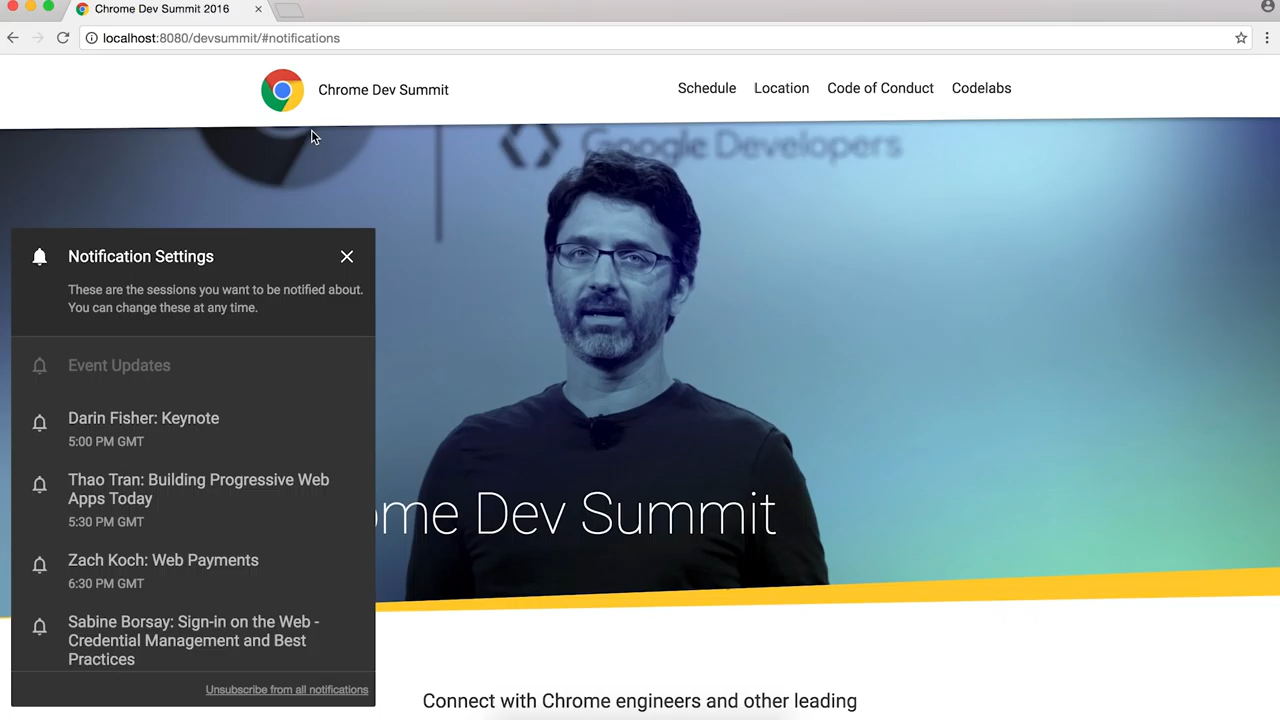 Chrome Dev Summit 2016
localhost:8080/devsummit/#notifications
Chrome Dev Summit
Schedule
Location
Code of Conduct
Codelabs
Google Developers
Notification Settings
These are the sessions you want to be notified about.
You can change these at any time.
Event Updates
Darin Fisher: Keynote
5:00 PM GMT
Thao Tran: Building Progressive Web
Apps Today
5:30 PM GMT
Zach Koch: Web Payments
6:30 PM GMT
Sabine Borsay: Sign-in on the Web -
Credential Management and Best
Practices
Unsubscribe from all notifications
ome Dev Summit
Connect with Chrome engineers and other leading